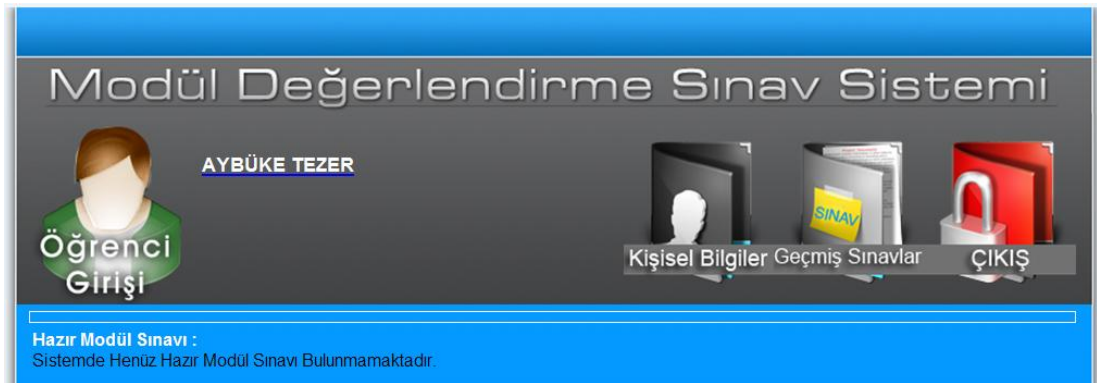 Modül Değerlendirme Sınav Sistemi
AYBÜKE TEZER
Öğrenci
Girişi
SINAV
Kişisel Bilgiler
Geçmiş Sınavlar
ÇIKIŞ
Hazır Modül Sınavı :
Sistemde Henüz Hazır Modül Sınavı Bulunmamaktadır.